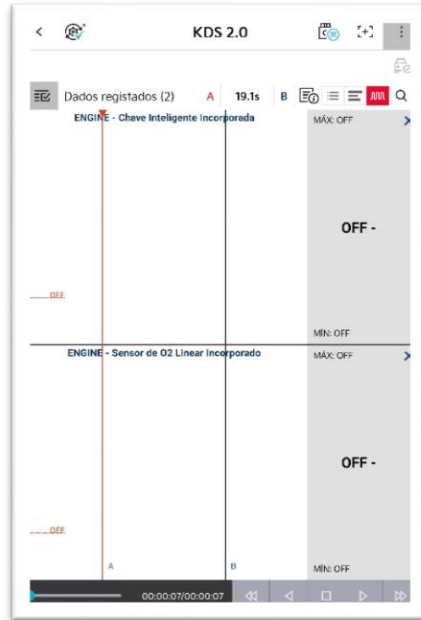 KDS 2.0
Dados registados (2) A 19.1s B
ENGINE - Chave Inteligente Incorporada MÁX: OFF
OFF -
OFF
MÍN: OFF
ENGINE - Sensor de O2 Linear Incorporado MÁX: OFF
OFF -
OFF
A B MÍN: OFF
00:00:07/00:00:07